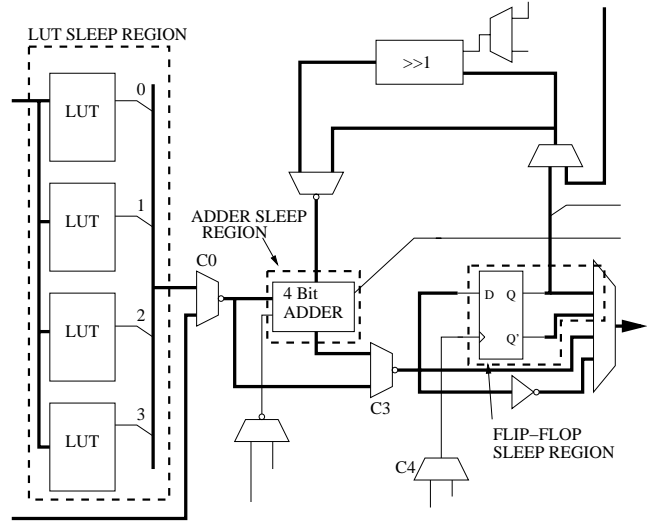 LUT SLEEP REGION
>>1
LUT
0
LUT
1
LUT
2
LUT
3
C0
ADDER SLEEP
REGION
4 Bit
ADDER
C3
D Q
Q'
C4
FLIP−FLOP
SLEEP REGION